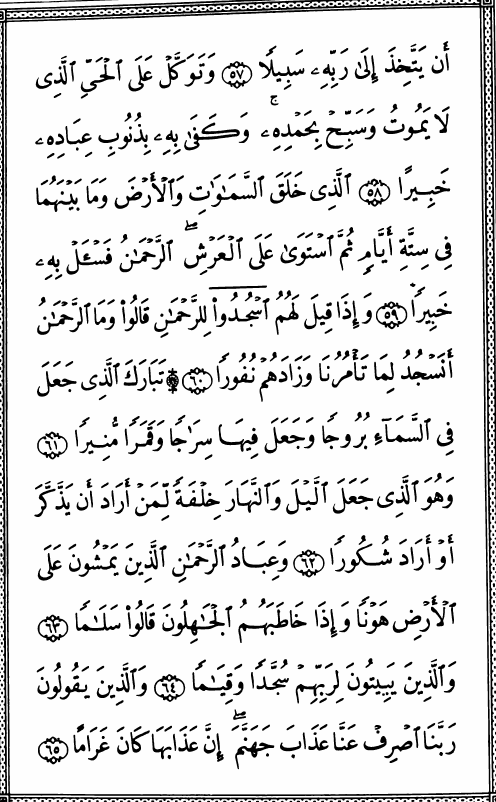 أَن يَتَّخِذَ إِلَىٰ رَبِّهِۦ سَبِيلًا ٥٧ وَتَوَكَّلۡ عَلَى ٱلۡحَيِّ ٱلَّذِي
لَا يَمُوتُ وَسَبِّحۡ بِحَمۡدِهِۦۚ وَكَفَىٰ بِهِۦ بِذُنُوبِ عِبَادِهِۦ
خَبِيرًا ٥٨ ٱلَّذِي خَلَقَ ٱلسَّمَٰوَٰتِ وَٱلۡأَرۡضَ وَمَا بَيۡنَهُمَا
فِي سِتَّةِ أَيَّامٖ ثُمَّ ٱسۡتَوَىٰ عَلَى ٱلۡعَرۡشِۖ ٱلرَّحۡمَٰنُ فَسۡـَٔلۡ بِهِۦ
خَبِيرٗا ٥٩ وَإِذَا قِيلَ لَهُمُ ٱسۡجُدُواْۤ لِلرَّحۡمَٰنِ قَالُواْ وَمَا ٱلرَّحۡمَٰنُ
أَنَسۡجُدُ لِمَا تَأۡمُرُنَا وَزَادَهُمۡ نُفُورٗا ۩ ٦٠ تَبَارَكَ ٱلَّذِي جَعَلَ
فِي ٱلسَّمَآءِ بُرُوجٗا وَجَعَلَ فِيهَا سِرَٰجٗا وَقَمَرٗا مُّنِيرٗا ٦١
وَهُوَ ٱلَّذِي جَعَلَ ٱلَّيۡلَ وَٱلنَّهَارَ خِلۡفَةٗ لِّمَنۡ أَرَادَ أَن يَذَّكَّرَ
أَوۡ أَرَادَ شُكُورٗا ٦٢ وَعِبَادُ ٱلرَّحۡمَٰنِ ٱلَّذِينَ يَمۡشُونَ عَلَى
ٱلۡأَرۡضِ هَوۡنٗا وَإِذَا خَاطَبَهُمُ ٱلۡجَٰهِلُونَ قَالُواْ سَلَٰمٗا ٦٣
وَٱلَّذِينَ يَبِيتُونَ لِرَبِّهِمۡ سُجَّدٗا وَقِيَٰمٗا ٦٤ وَٱلَّذِينَ يَقُولُونَ
رَبَّنَا ٱصۡرِفۡ عَنَّا عَذَابَ جَهَنَّمَۖ إِنَّ عَذَابَهَا كَانَ غَرَامًا ٦٥